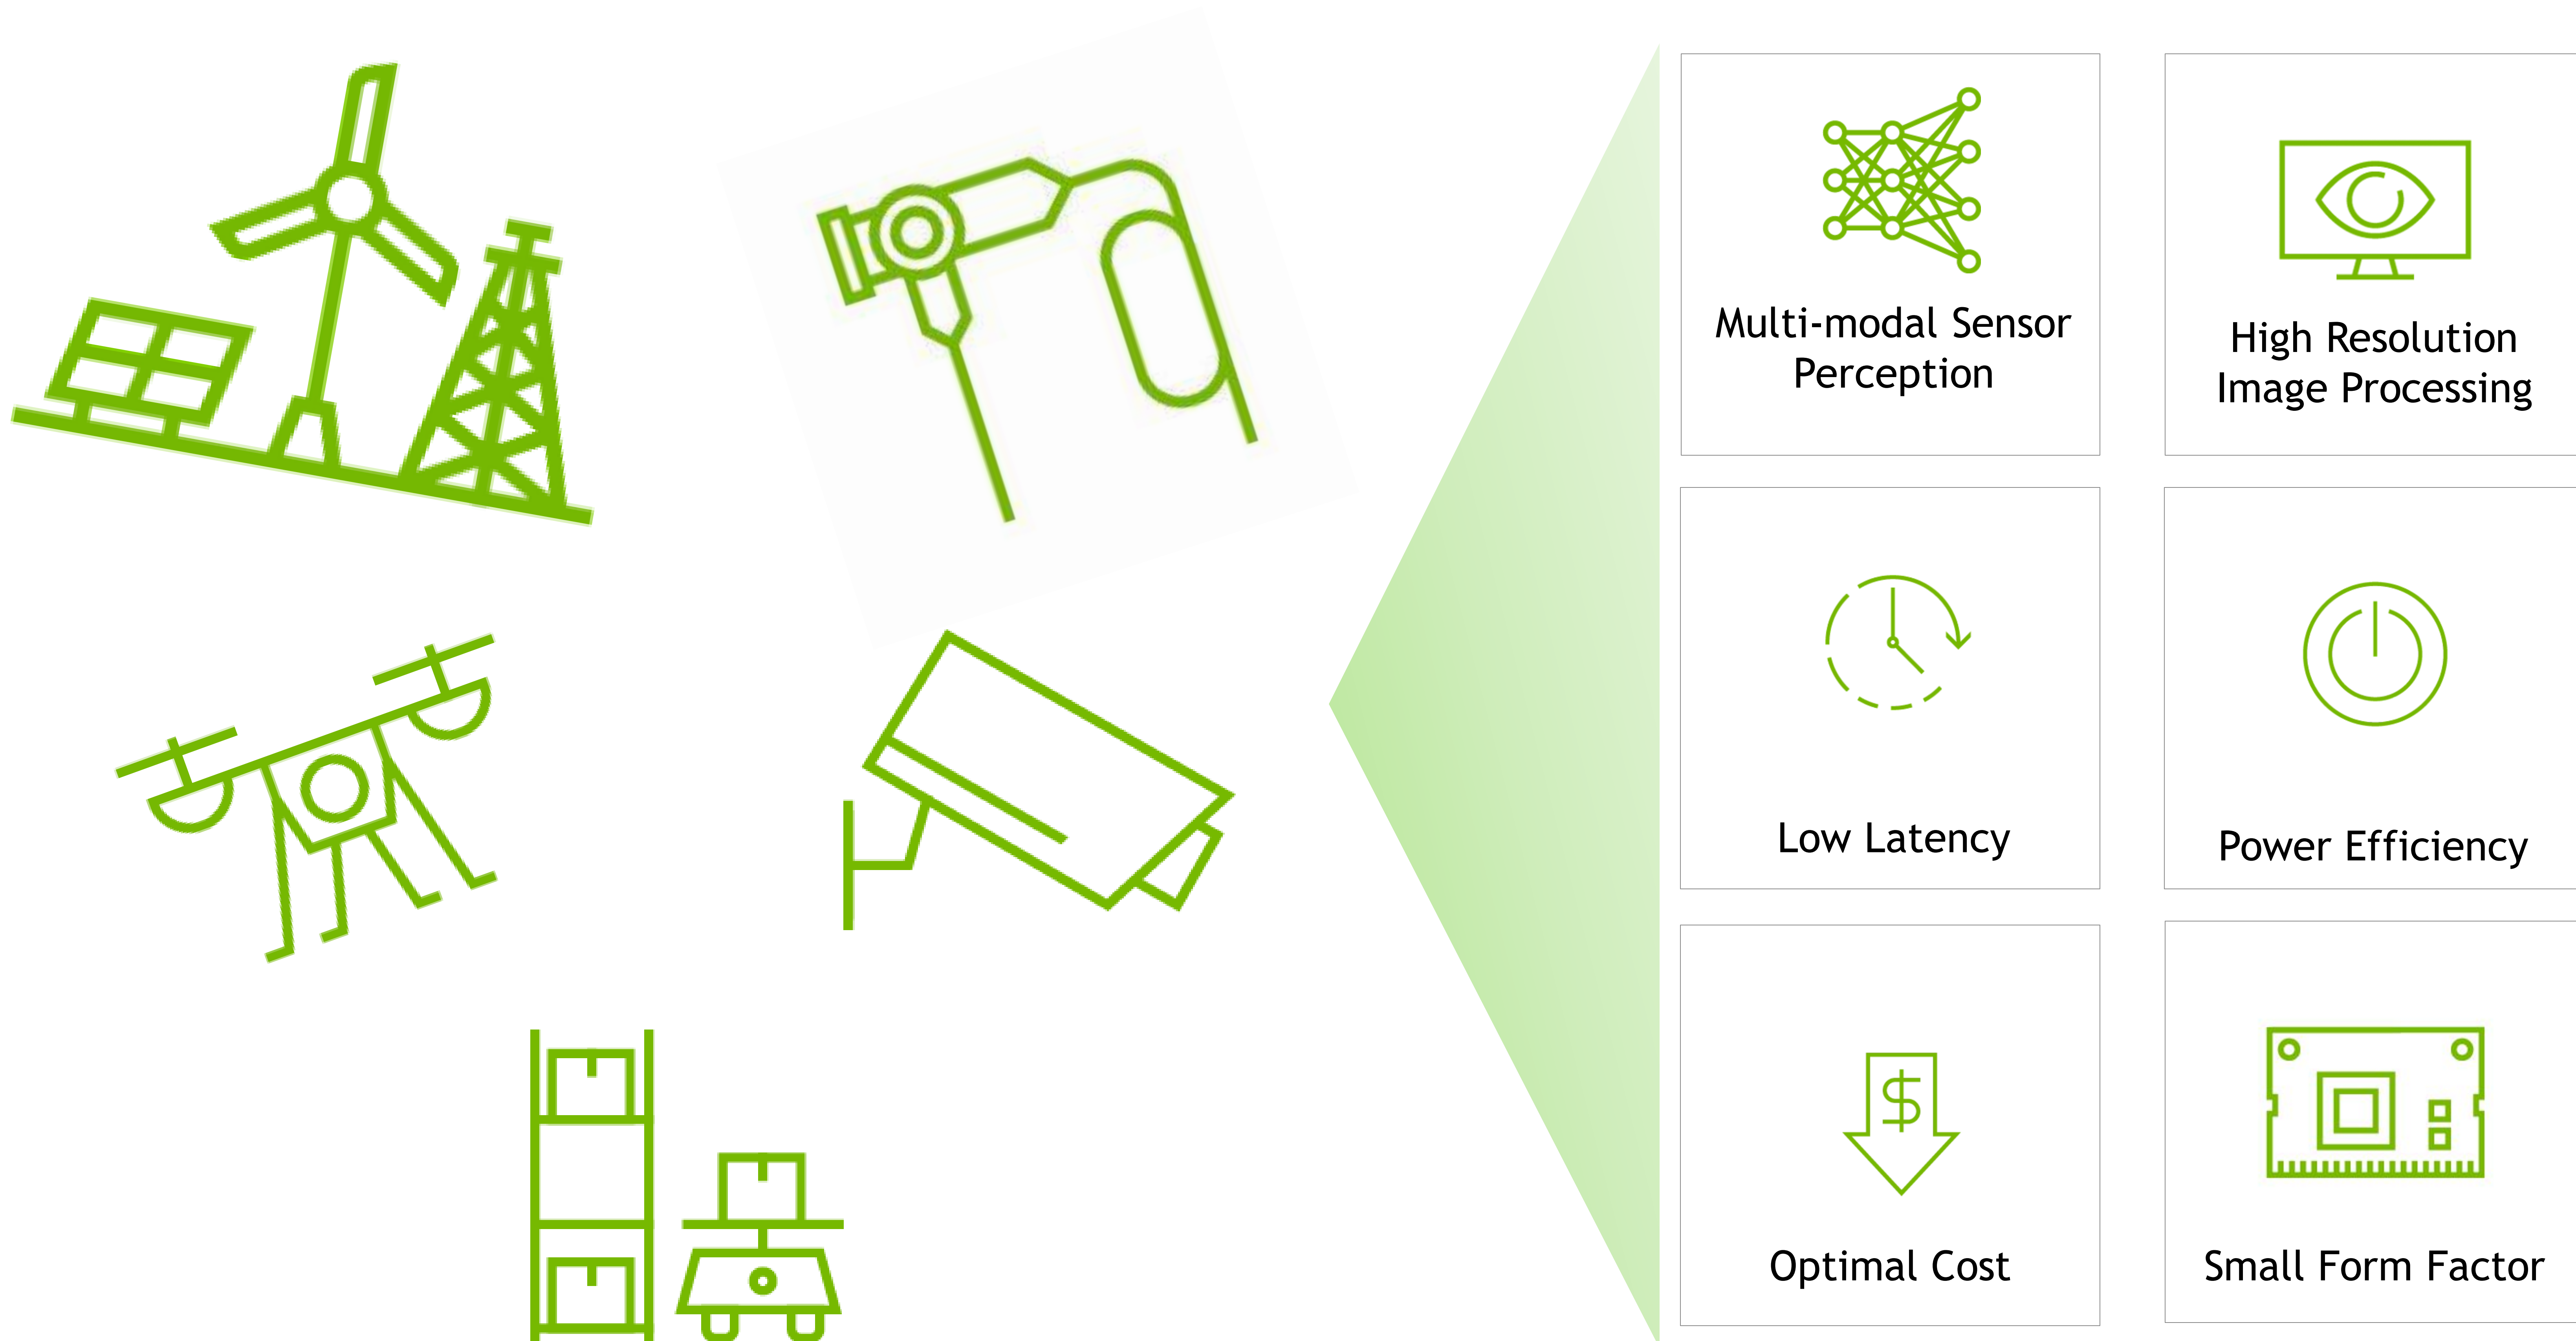 Multi-modal Sensor
Perception
High Resolution
Image Processing
Low Latency
Power Efficiency
$
Optimal Cost
Small Form Factor